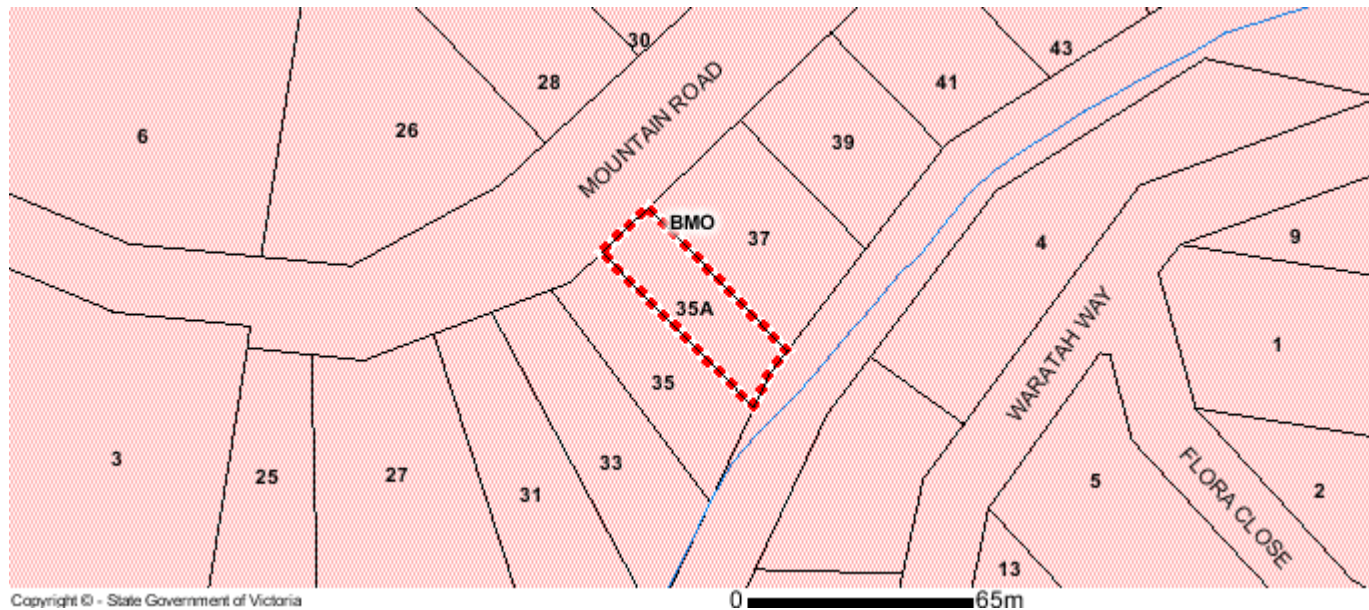 30
43
28
41
6
26
MOUNTAIN ROAD
39
BMO
37
4
9
35A
1
WARATAH WAY
35
3
25
27
33
31
5
FLORA CLOSE
2
13
Copyright © - State Government of Victoria
0 65m